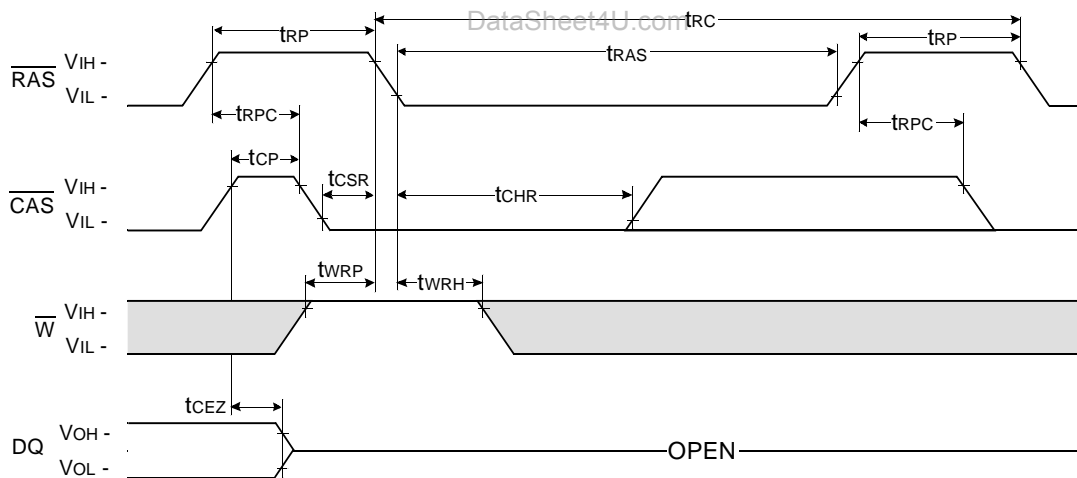 DataSheet4U.com
tRP
tRC
tRAS
tRP
RAS
VIH -
VIL -
tRPC
tRPC
tCP
tCSR
tCHR
CAS
VIH -
VIL -
tWRP
tWRH
W
VIH -
VIL -
tCEZ
DQ
VOH -
VOL -
OPEN